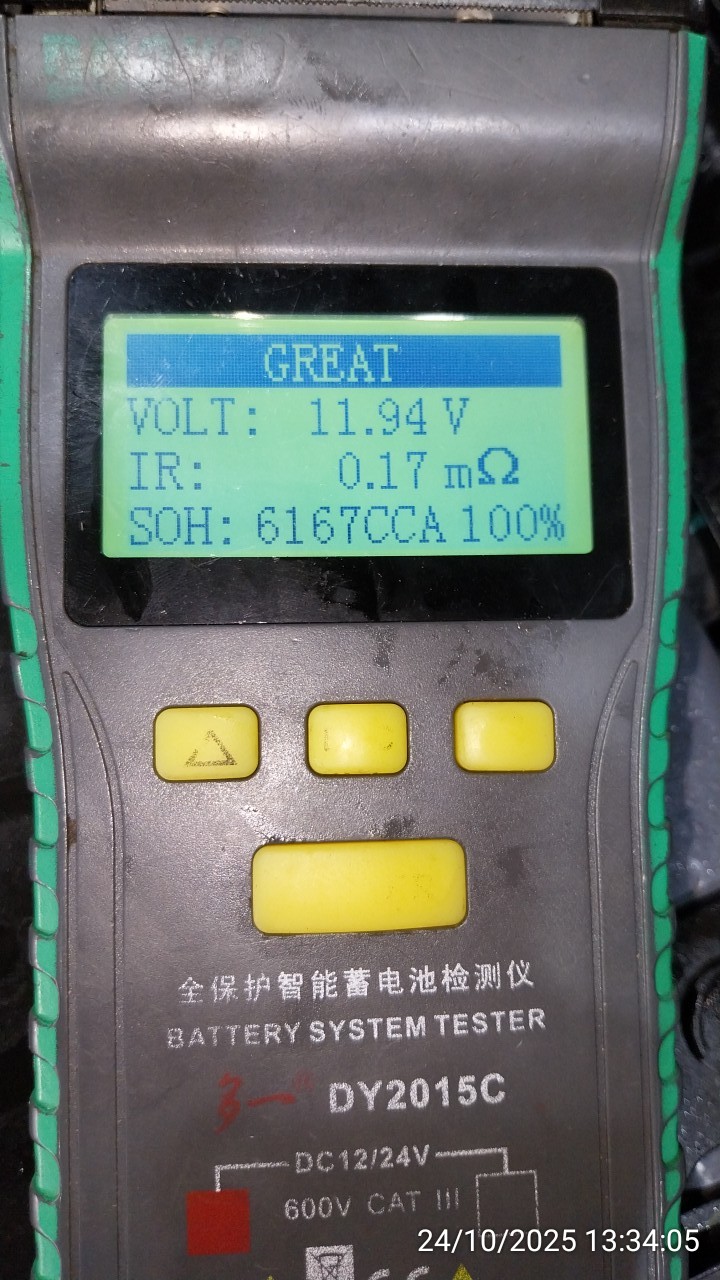 GREAT
VOLT: 11.94 V
IR: 0.17 mΩ
SOH: 6167CCA 100%
全保护智能蓄电池检测仪
BATTERY SYSTEM TESTER
DY2015C
DC12/24V
600V CAT III
24/10/2025 13:34:05